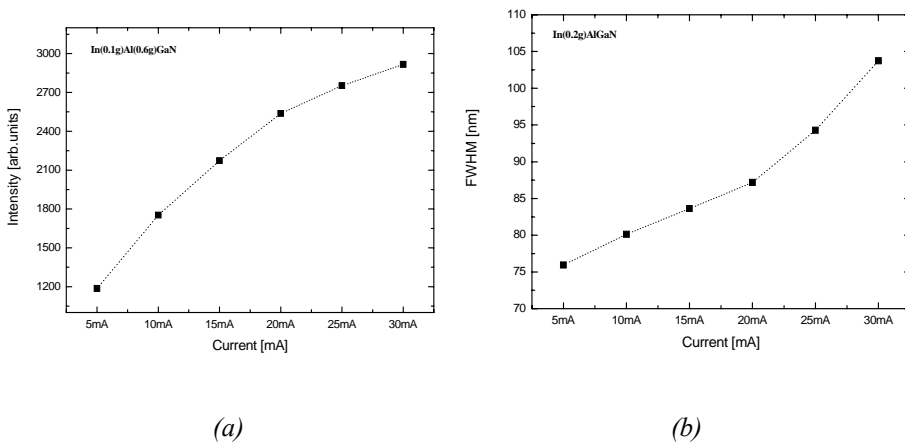 In(0.1g)Al(0.6g)GaN
3000
2700
2400
2100
1800
1500
1200
Intensity [arb.units]
5mA 10mA 15mA 20mA 25mA 30mA
Current [mA]
(a)
In(0.2g)AlGaN
110
105
100
95
90
85
80
75
70
FWHM [nm]
5mA 10mA 15mA 20mA 25mA 30mA
Current [mA]
(b)